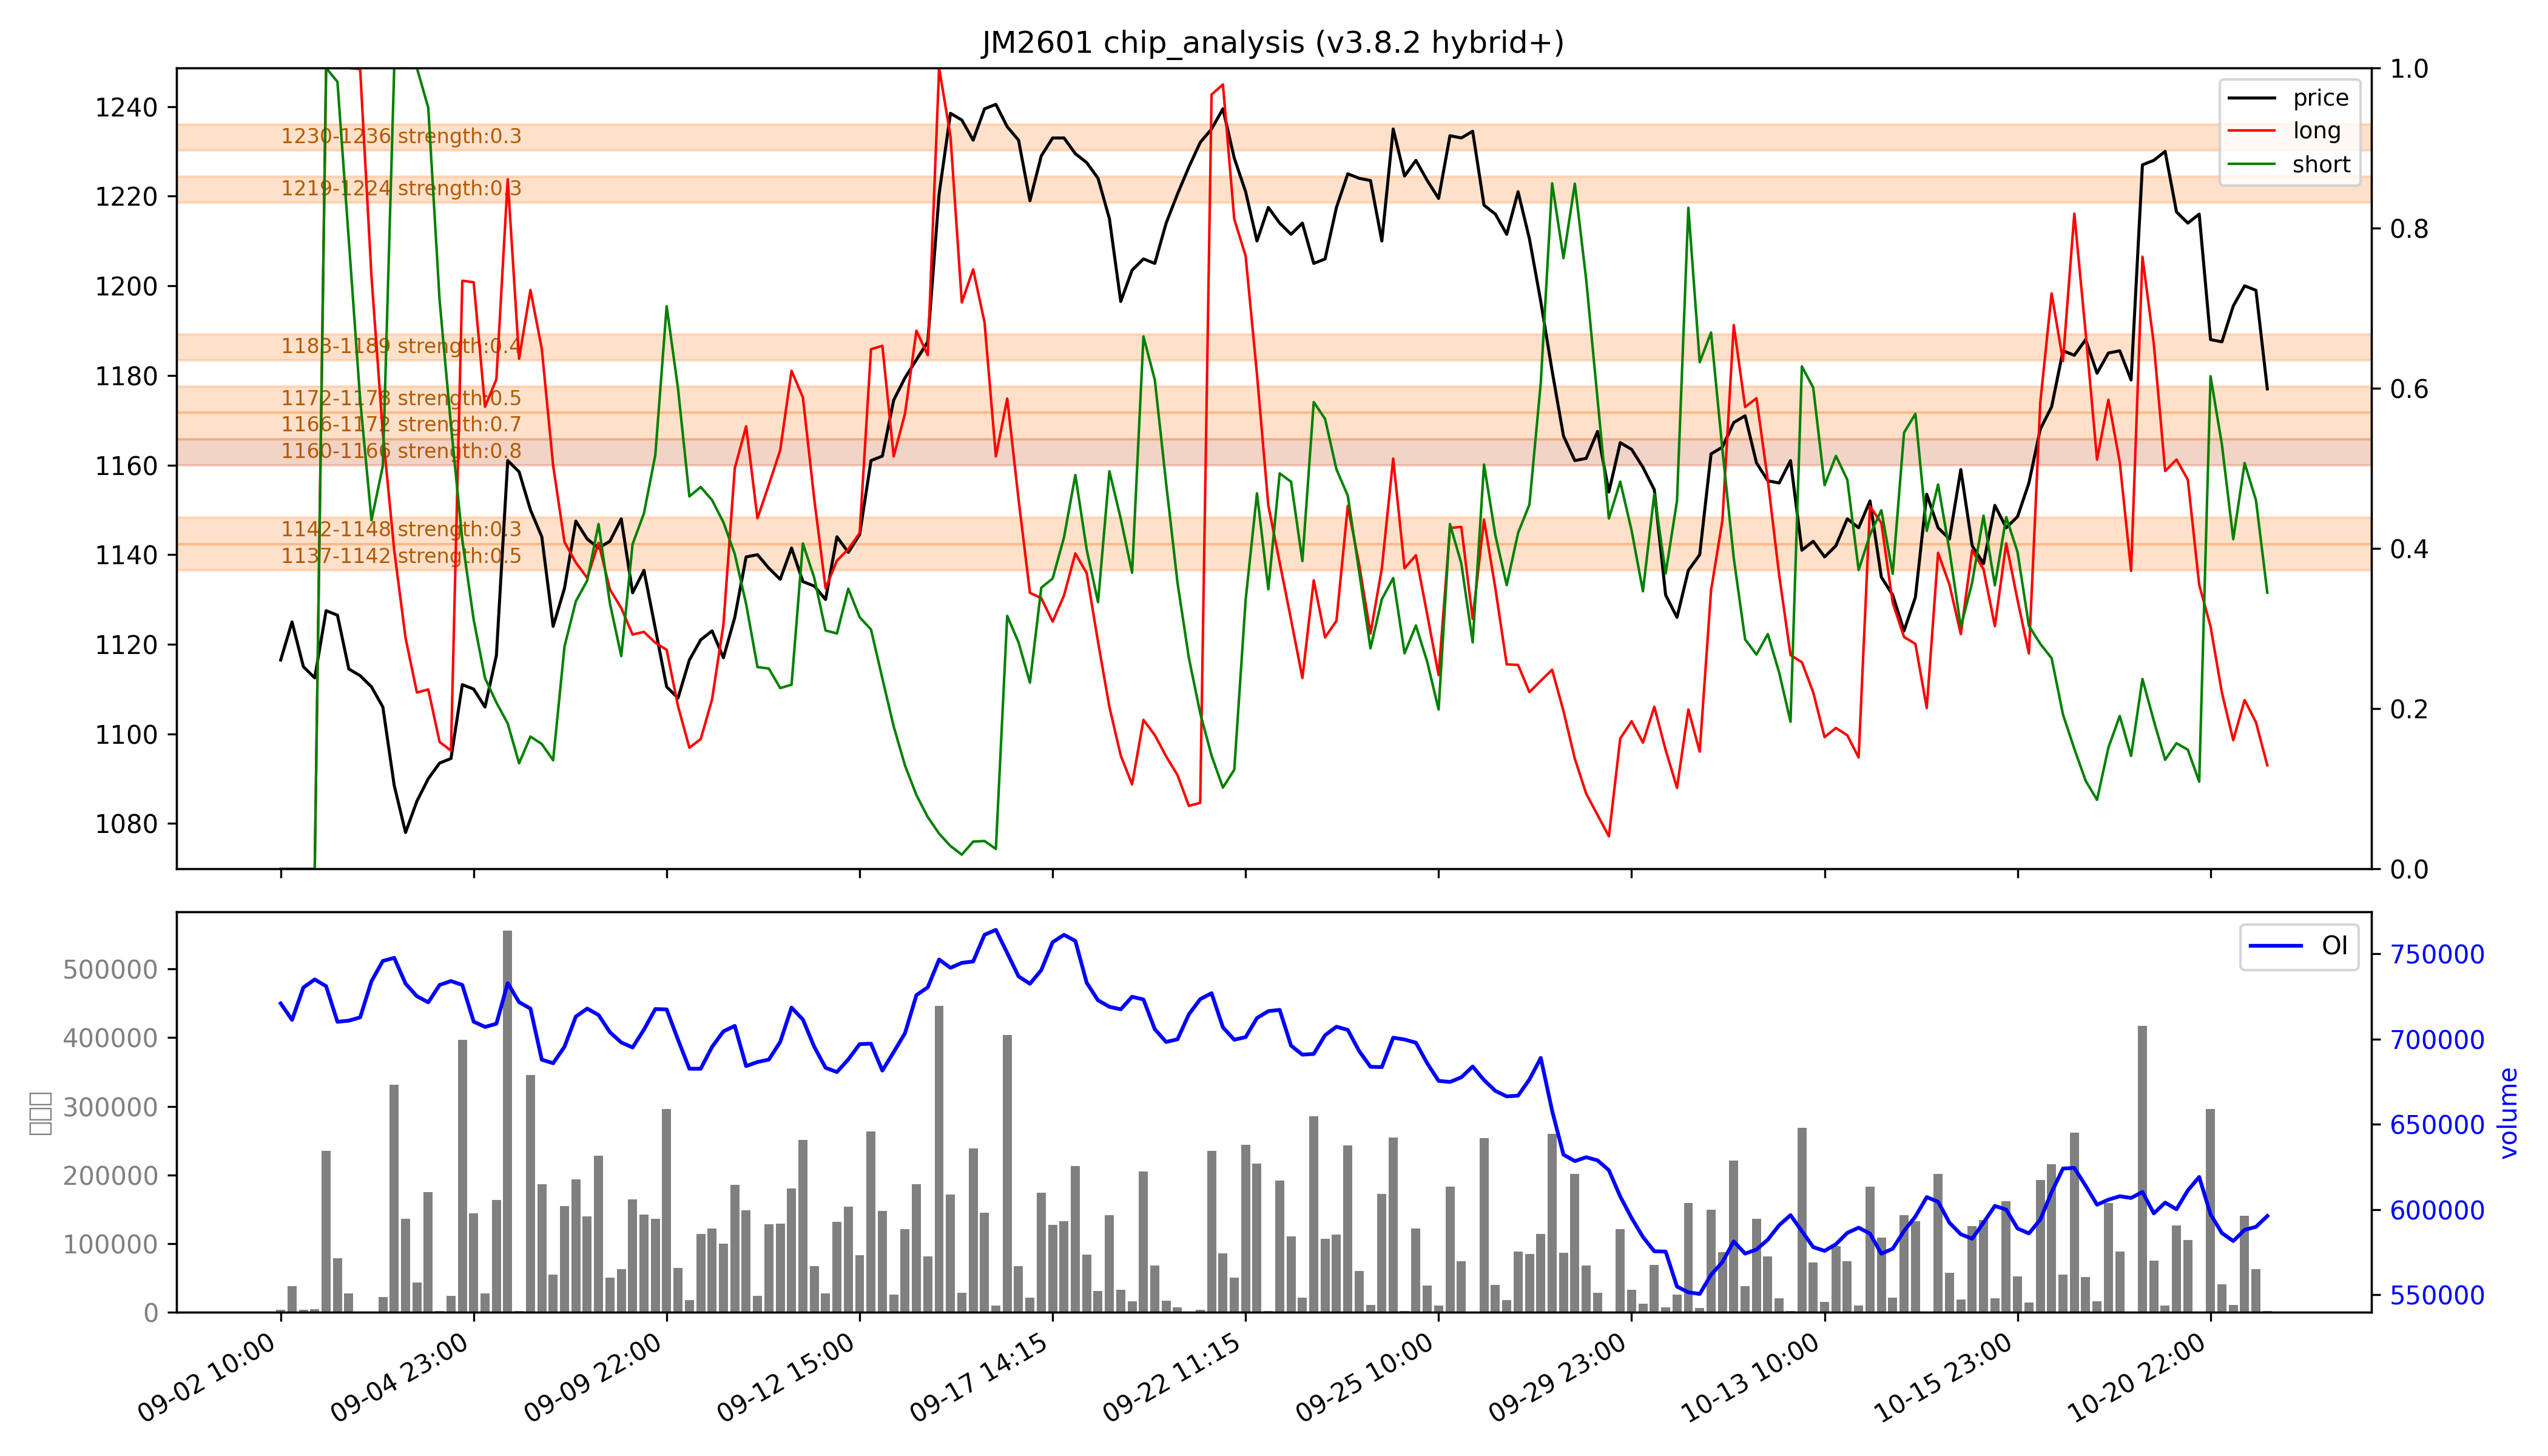 JM2601 chip_analysis (v3.8.2 hybrid+)
1240
1220
1200
1180
1160
1140
1120
1100
1080
1230-1236 strength:0.3
1219-1224 strength:0.3
1183-1189 strength:0.4
1172-1178 strength:0.5
1166-1172 strength:0.7
1160-1166 strength:0.8
1142-1148 strength:0.3
1137-1142 strength:0.5
price
long
short
1.0
0.8
0.6
0.4
0.2
0.0
500000
400000
300000
200000
100000
0
OI
750000
700000
650000
600000
550000
volume
09-02 10:00
09-04 23:00
09-09 22:00
09-12 15:00
09-17 14:15
09-22 11:15
09-25 10:00
09-29 23:00
10-13 10:00
10-15 23:00
10-20 22:00